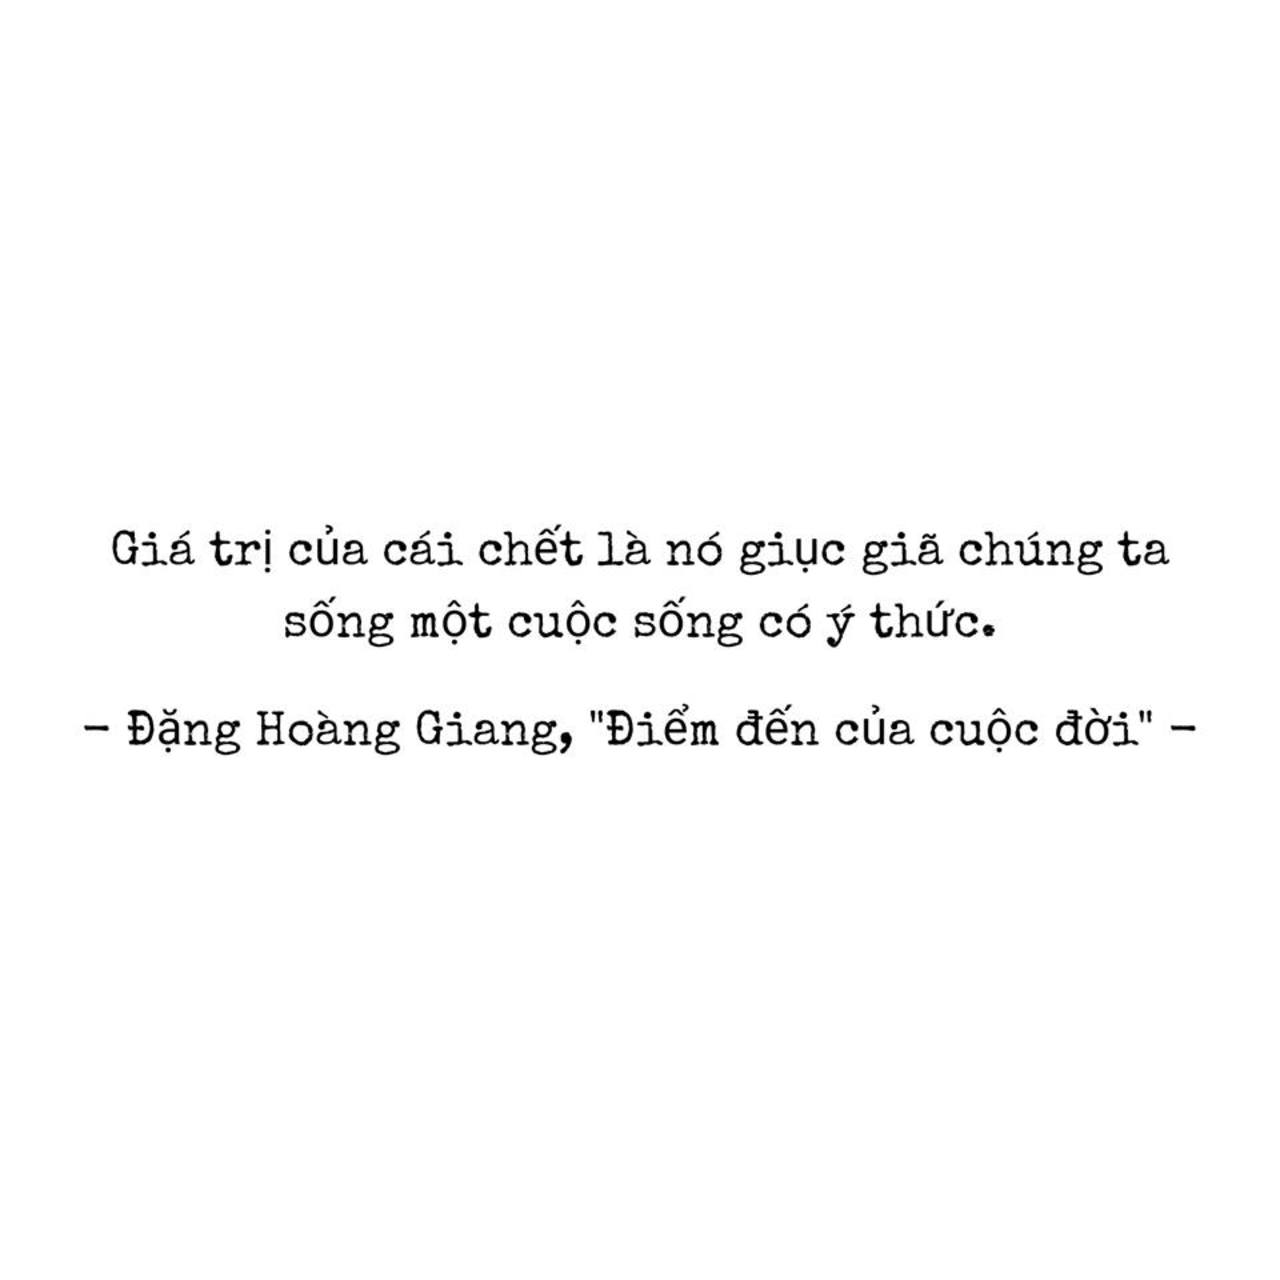 Giá trị của cái chết là nó giục giã chúng ta
sống một cuộc sống có ý thức.
- Đặng Hoàng Giang, "Điểm đến của cuộc đời" -